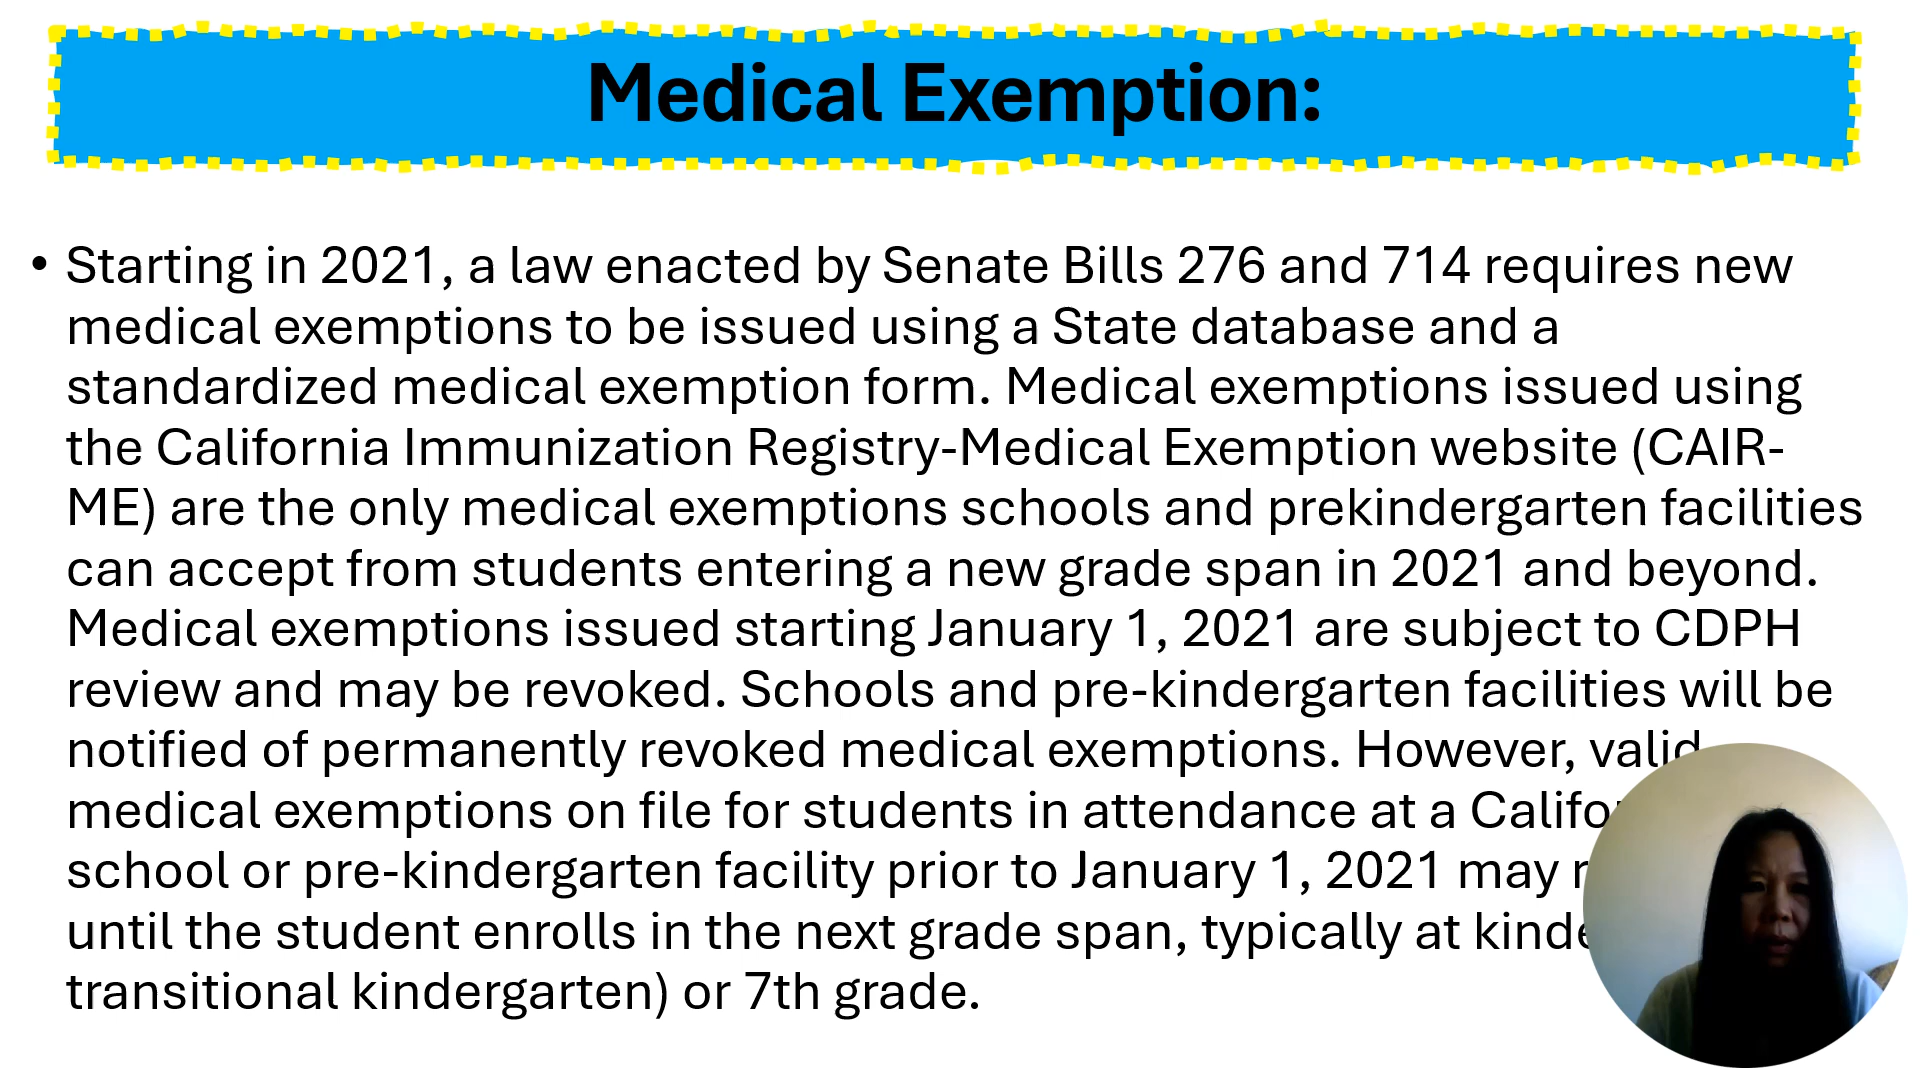 Medical Exemption:
• Starting in 2021, a law enacted by Senate Bills 276 and 714 requires new
medical exemptions to be issued using a State database and a
standardized medical exemption form. Medical exemptions issued using
the California Immunization Registry-Medical Exemption website (CAIR-
ME) are the only medical exemptions schools and prekindergarten facilities
can accept from students entering a new grade span in 2021 and beyond.
Medical exemptions issued starting January 1, 2021 are subject to CDPH
review and may be revoked. Schools and pre-kindergarten facilities will be
notified of permanently revoked medical exemptions. However, valid
medical exemptions on file for students in attendance at a
school or pre-kindergarten facility prior to January 1, 2021 may
until the student enrolls in the next grade span, typically at
transitional kindergarten) or 7th grade.